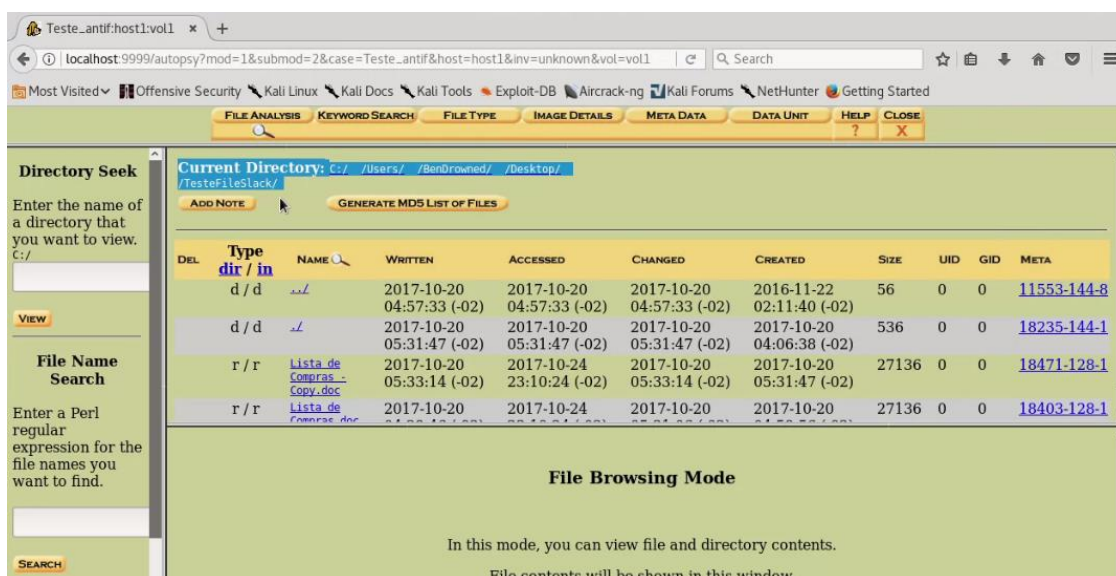 Teste_antif:host1:vol1 × +
localhost:9999/autopsy?mod=1&submod=2&case=Teste_antif&host=host1&inv=unknown&vol=vol1 Search
Most Visited Offensive Security Kali Linux Kali Docs Kali Tools Exploit-DB Aircrack-ng Kali Forums NetHunter Getting Started
FILE ANALYSIS KEYWORD SEARCH FILE TYPE IMAGE DETAILS META DATA DATA UNIT HELP CLOSE
? X
Directory Seek
Enter the name of
a directory that
you want to view.
C:/
VIEW
File Name
Search
Enter a Perl
regular
expression for the
file names you
want to find.
SEARCH
Current Directory: C:/ /Users/ /BenDrowned/ /Desktop/
/TesteFileSlack/
ADD NOTE GENERATE MD5 LIST OF FILES
DEL Type NAME WRITTEN ACCESSED CHANGED CREATED SIZE UID GID META
dir / in
d / d ../ 2017-10-20 2017-10-20 2017-10-20 2016-11-22 56 0 0 11553-144-8
04:57:33 (-02) 04:57:33 (-02) 04:57:33 (-02) 02:11:40 (-02)
d / d ./ 2017-10-20 2017-10-20 2017-10-20 2017-10-20 536 0 0 18235-144-1
05:31:47 (-02) 05:31:47 (-02) 05:31:47 (-02) 04:06:38 (-02)
r / r Lista de 2017-10-20 2017-10-24 2017-10-20 2017-10-20 27136 0 0 18471-128-1
Compras - 05:33:14 (-02) 23:10:24 (-02) 05:33:14 (-02) 05:31:47 (-02)
Copy.doc
r / r Lista de 2017-10-20 2017-10-24 2017-10-20 2017-10-20 27136 0 0 18403-128-1
Compras.doc
File Browsing Mode
In this mode, you can view file and directory contents.
File contents will be shown in this window.